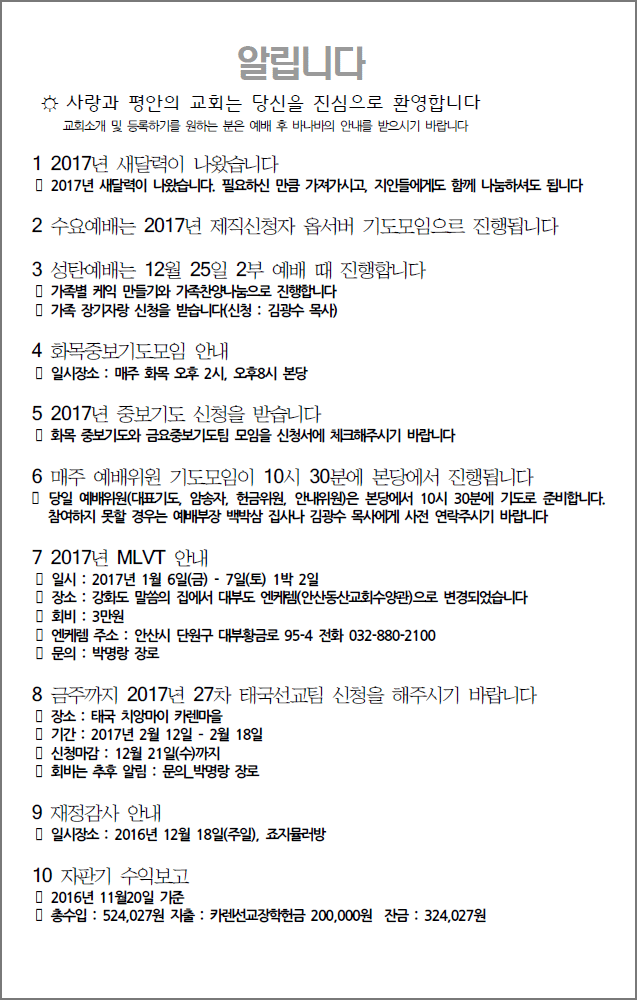 알립니다
☼ 사랑과 평안의 교회는 당신을 진심으로 환영합니다
교회소개 및 등록하기를 원하는 분은 예배 후 바나바의 안내를 받으시기 바랍니다
1 2017년 새달력이 나왔습니다
▯ 2017년 새달력이 나왔습니다. 필요하신 만큼 가져가시고, 지인들에게도 함께 나눔하셔도 됩니다
2 수요예배는 2017년 제직신청자 옵서버 기도모임으르 진행됩니다
3 성탄예배는 12월 25일 2부 예배 때 진행합니다
▯ 가족별 케익 만들기와 가족찬양나눔으로 진행합니다
▯ 가족 장기자랑 신청을 받습니다(신청 : 김광수 목사)
4 화목중보기도모임 안내
▯ 일시장소 : 매주 화목 오후 2시, 오후8시 본당
5 2017년 중보기도 신청을 받습니다
▯ 화목 중보기도와 금요중보기도팀 모임을 신청서에 체크해주시기 바랍니다
6 매주 예배위원 기도모임이 10시 30분에 본당에서 진행됩니다
▯ 당일 예배위원(대표기도, 암송자, 헌금위원, 안내위원)은 본당에서 10시 30분에 기도로 준비합니다.
참여하지 못할 경우는 예배부장 백박삼 집사나 김광수 목사에게 사전 연락주시기 바랍니다
7 2017년 MLVT 안내
▯ 일시 : 2017년 1월 6일(금) - 7일(토) 1박 2일
▯ 장소 : 강화도 말씀의 집에서 대부도 엔케렘(안산동산교회수양관)으로 변경되었습니다
▯ 회비 : 3만원
▯ 엔케렘 주소 : 안산시 단원구 대부황금로 95-4 전화 032-880-2100
▯ 문의 : 박명랑 장로
8 금주까지 2017년 27차 태국선교팀 신청을 해주시기 바랍니다
▯ 장소 : 태국 치앙마이 카렌마을
▯ 기간 : 2017년 2월 12일 - 2월 18일
▯ 신청마감 : 12월 21일(수)까지
▯ 회비는 추후 알림 : 문의_박명랑 장로
9 재정감사 안내
▯ 일시장소 : 2016년 12월 18일(주일), 죠지뮬러방
10 자판기 수익보고
▯ 2016년 11월20일 기준
▯ 총수입 : 524,027원 지출 : 카렌선교장학헌금 200,000원 잔금 : 324,027원